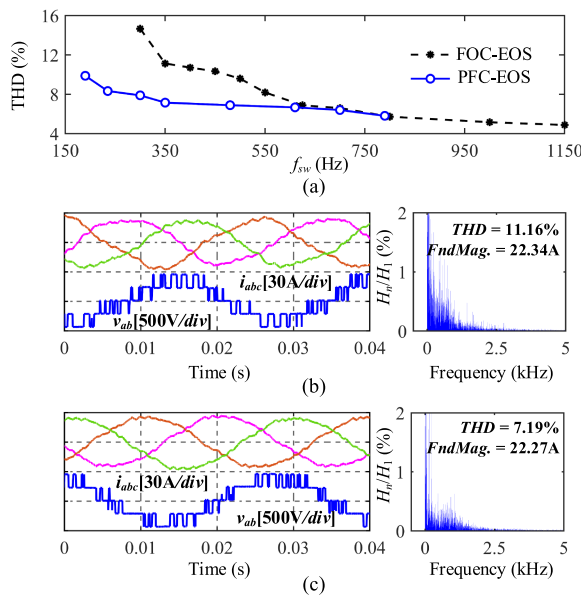 THD (%)
16
12
8
4
FOC-EOS
PFC-EOS
150
350
550
750
950
1150
f_sw (Hz)
(a)
i_abc[30A/div]
v_ab[500V/div]
0
0.01
0.02
0.03
0.04
Time (s)
H_n/H_1 (%)
2
1
0
THD = 11.16%
FndMag. = 22.34A
0
2.5
5
Frequency (kHz)
(b)
i_abc[30A/div]
v_ab[500V/div]
0
0.01
0.02
0.03
0.04
Time (s)
H_n/H_1 (%)
2
1
0
THD = 7.19%
FndMag. = 22.27A
0
2.5
5
Frequency (kHz)
(c)